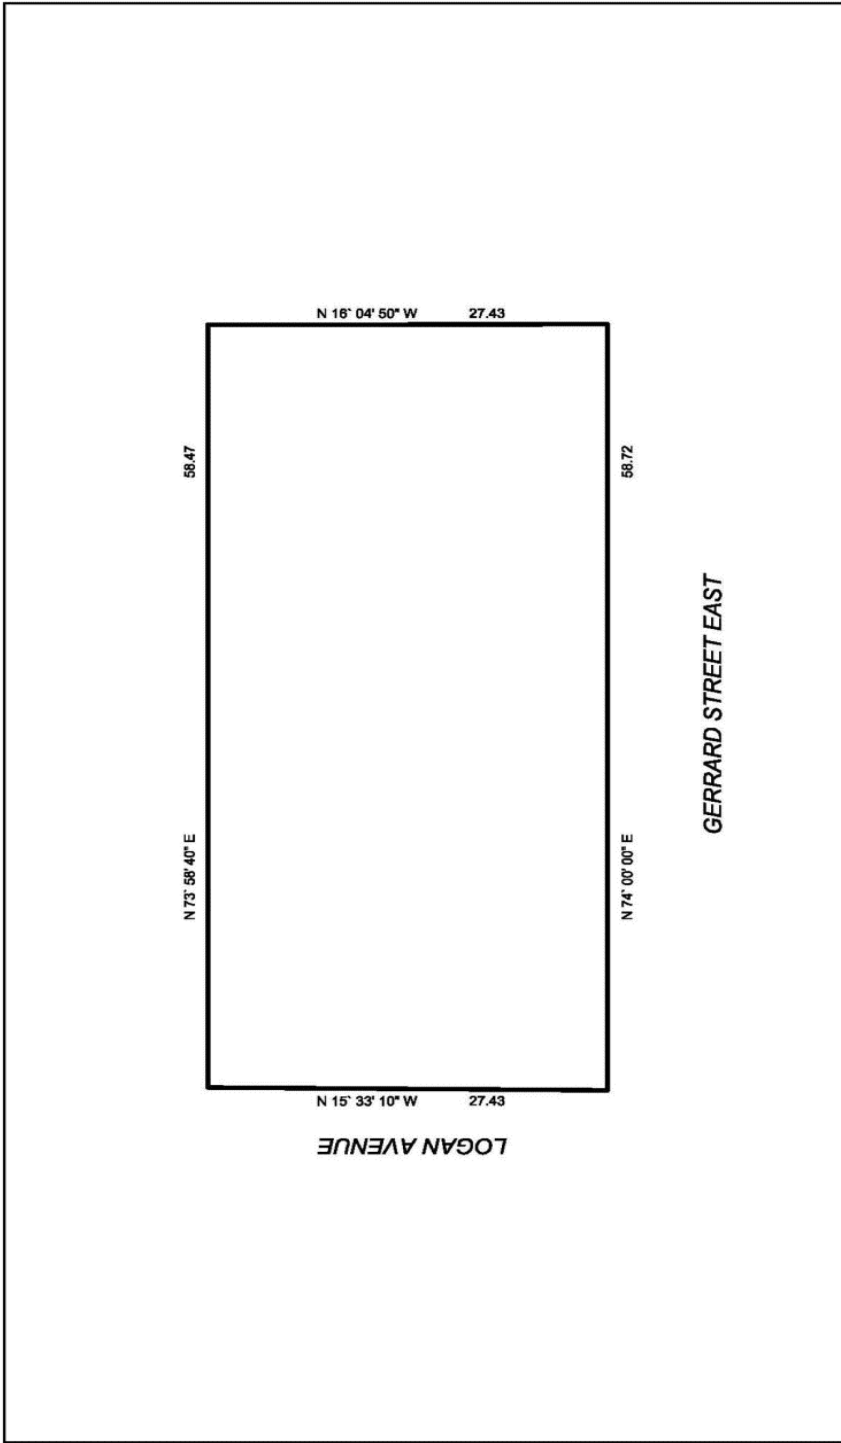 N 16° 04' 50" W 27.43
58.47
58.72
N 73° 58' 40" E
N 74° 00' 00" E
GERRARD STREET EAST
N 15° 33' 10" W 27.43
LOGAN AVENUE